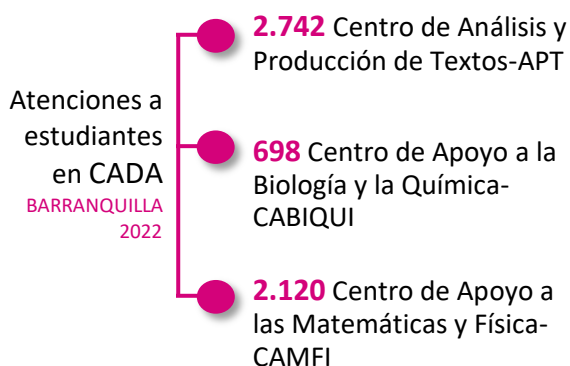 Atenciones a
estudiantes
en CADA
BARRANQUILLA
2022
2.742 Centro de Análisis y
Producción de Textos-APT
698 Centro de Apoyo a la
Biología y la Química-
CABIQUI
2.120 Centro de Apoyo a
las Matemáticas y Física-
CAMFI